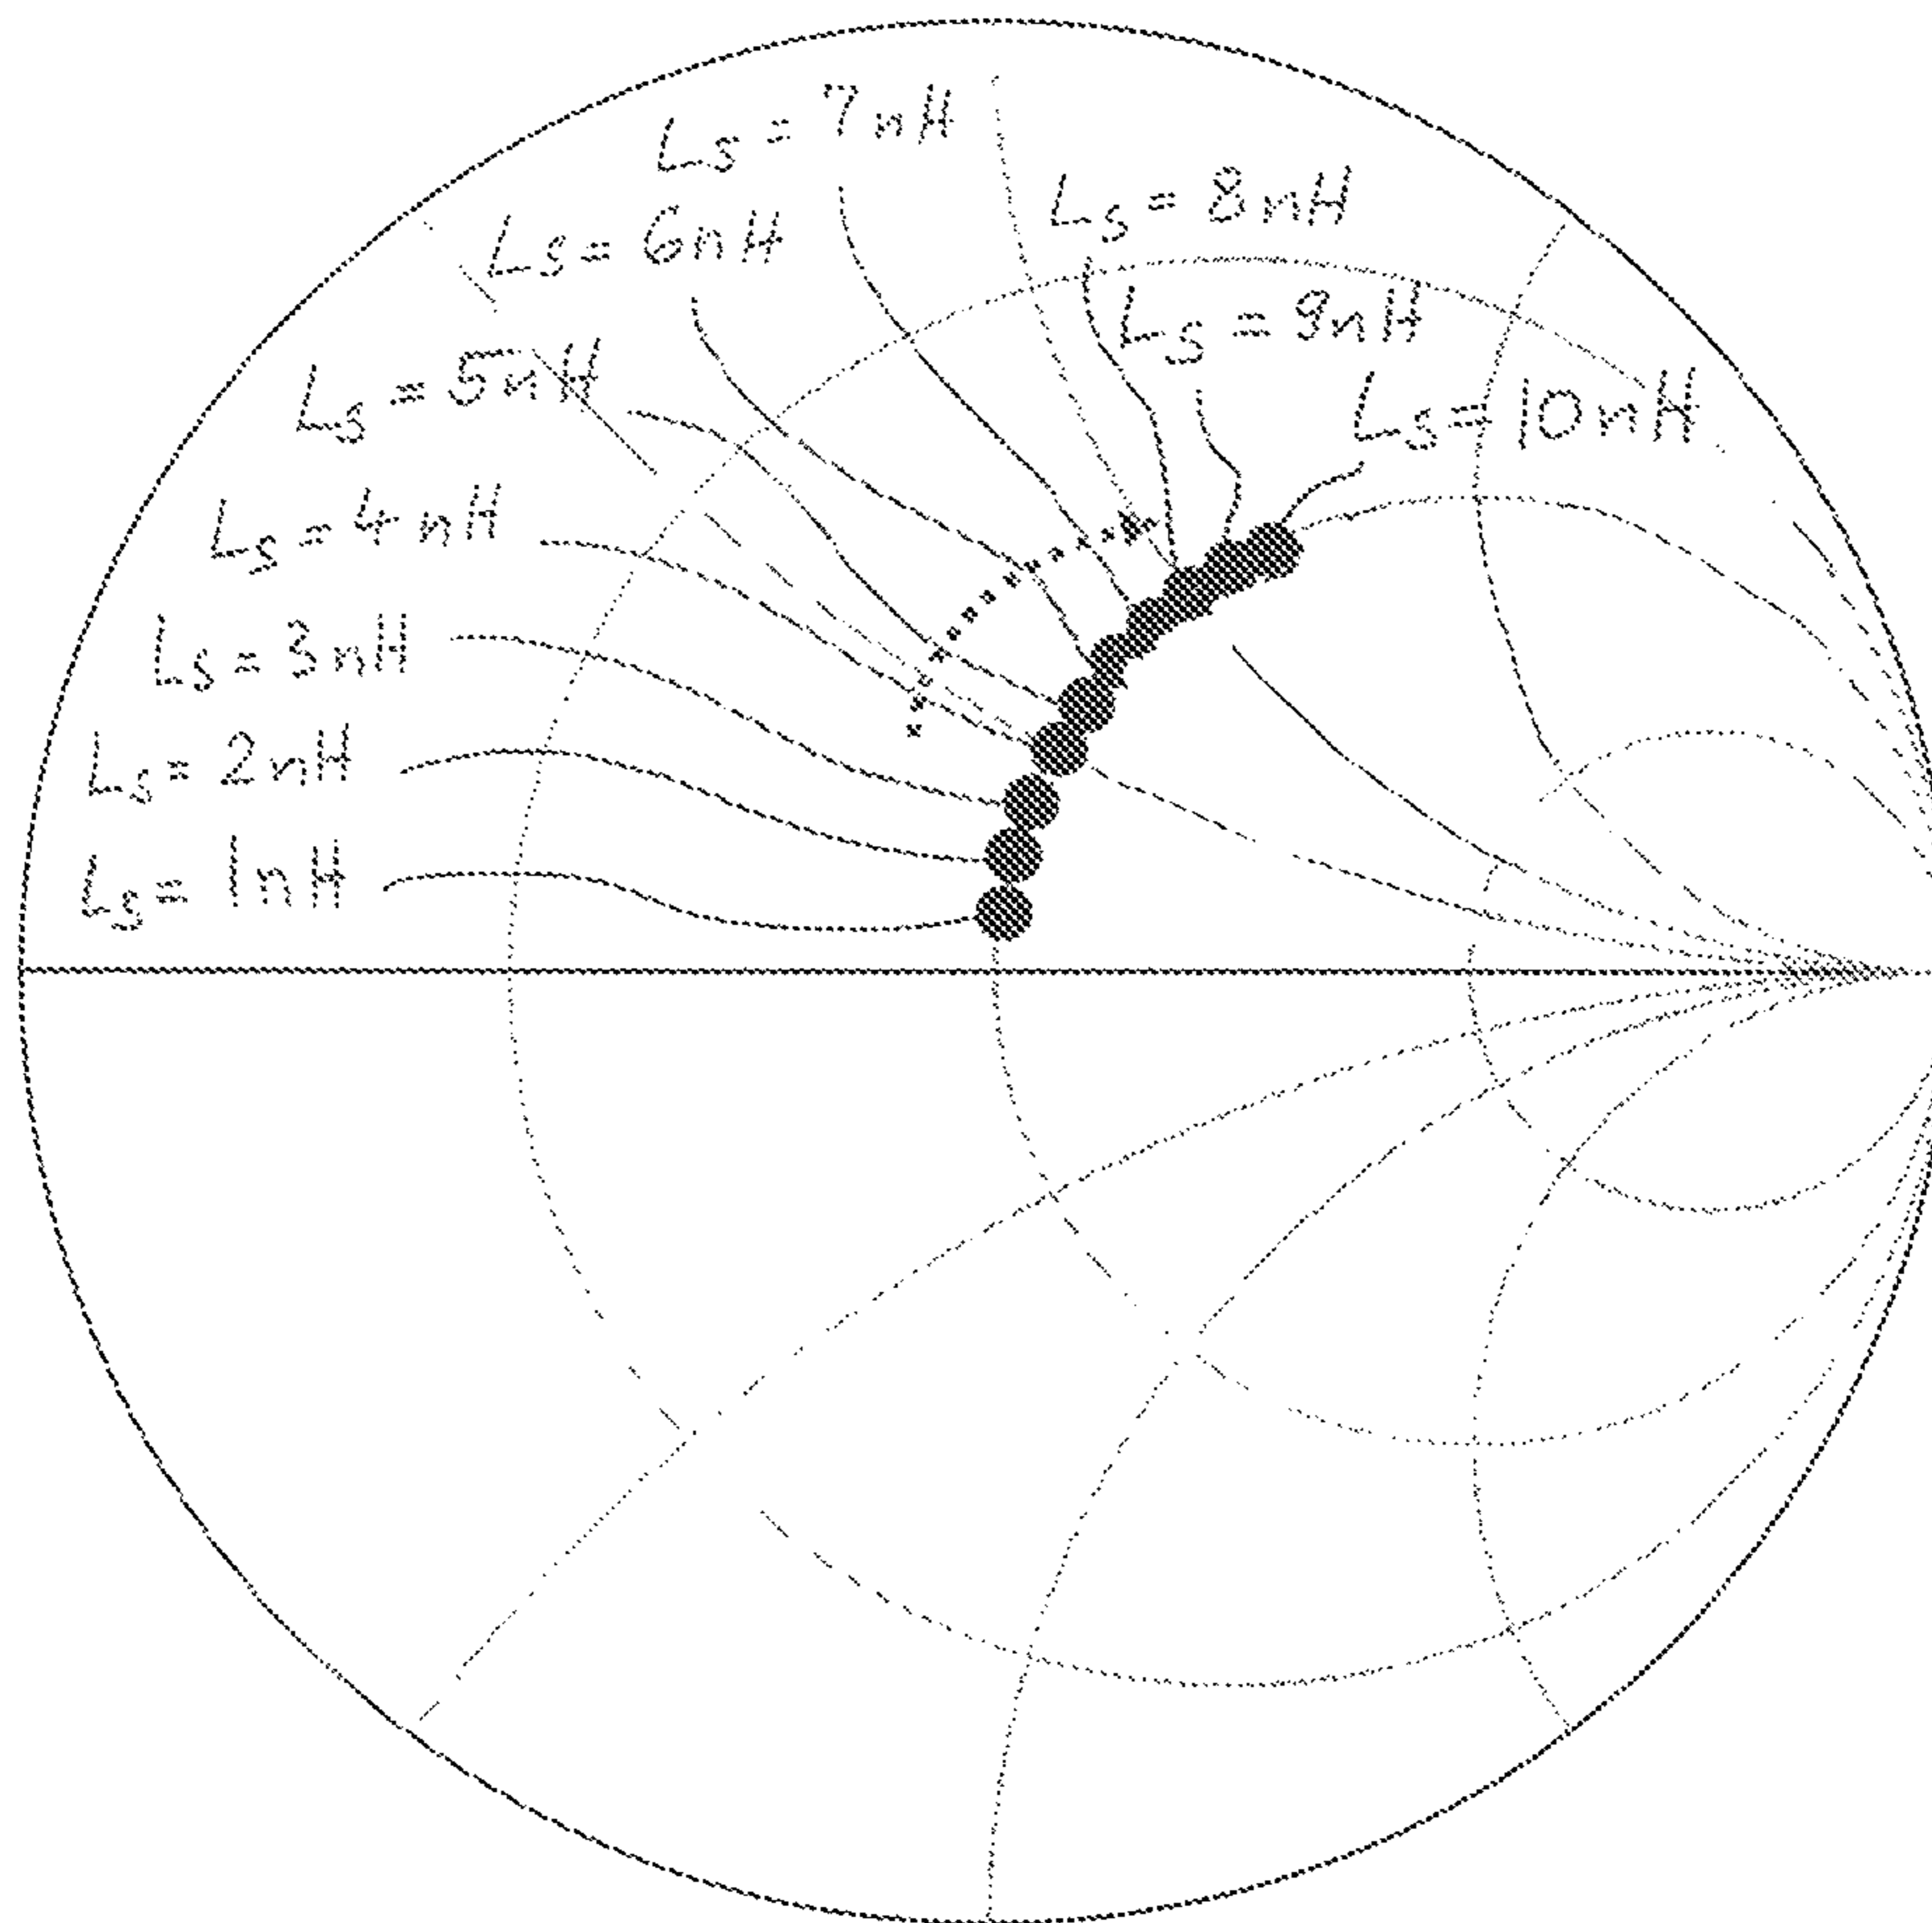 Ls = 7nH
Ls = 8nH
Ls = 6nH
Ls = 9nH
Ls = 5nH
Ls = 10nH
Ls = 4nH
Ls = 3nH
Ls = 2nH
Ls = 1nH